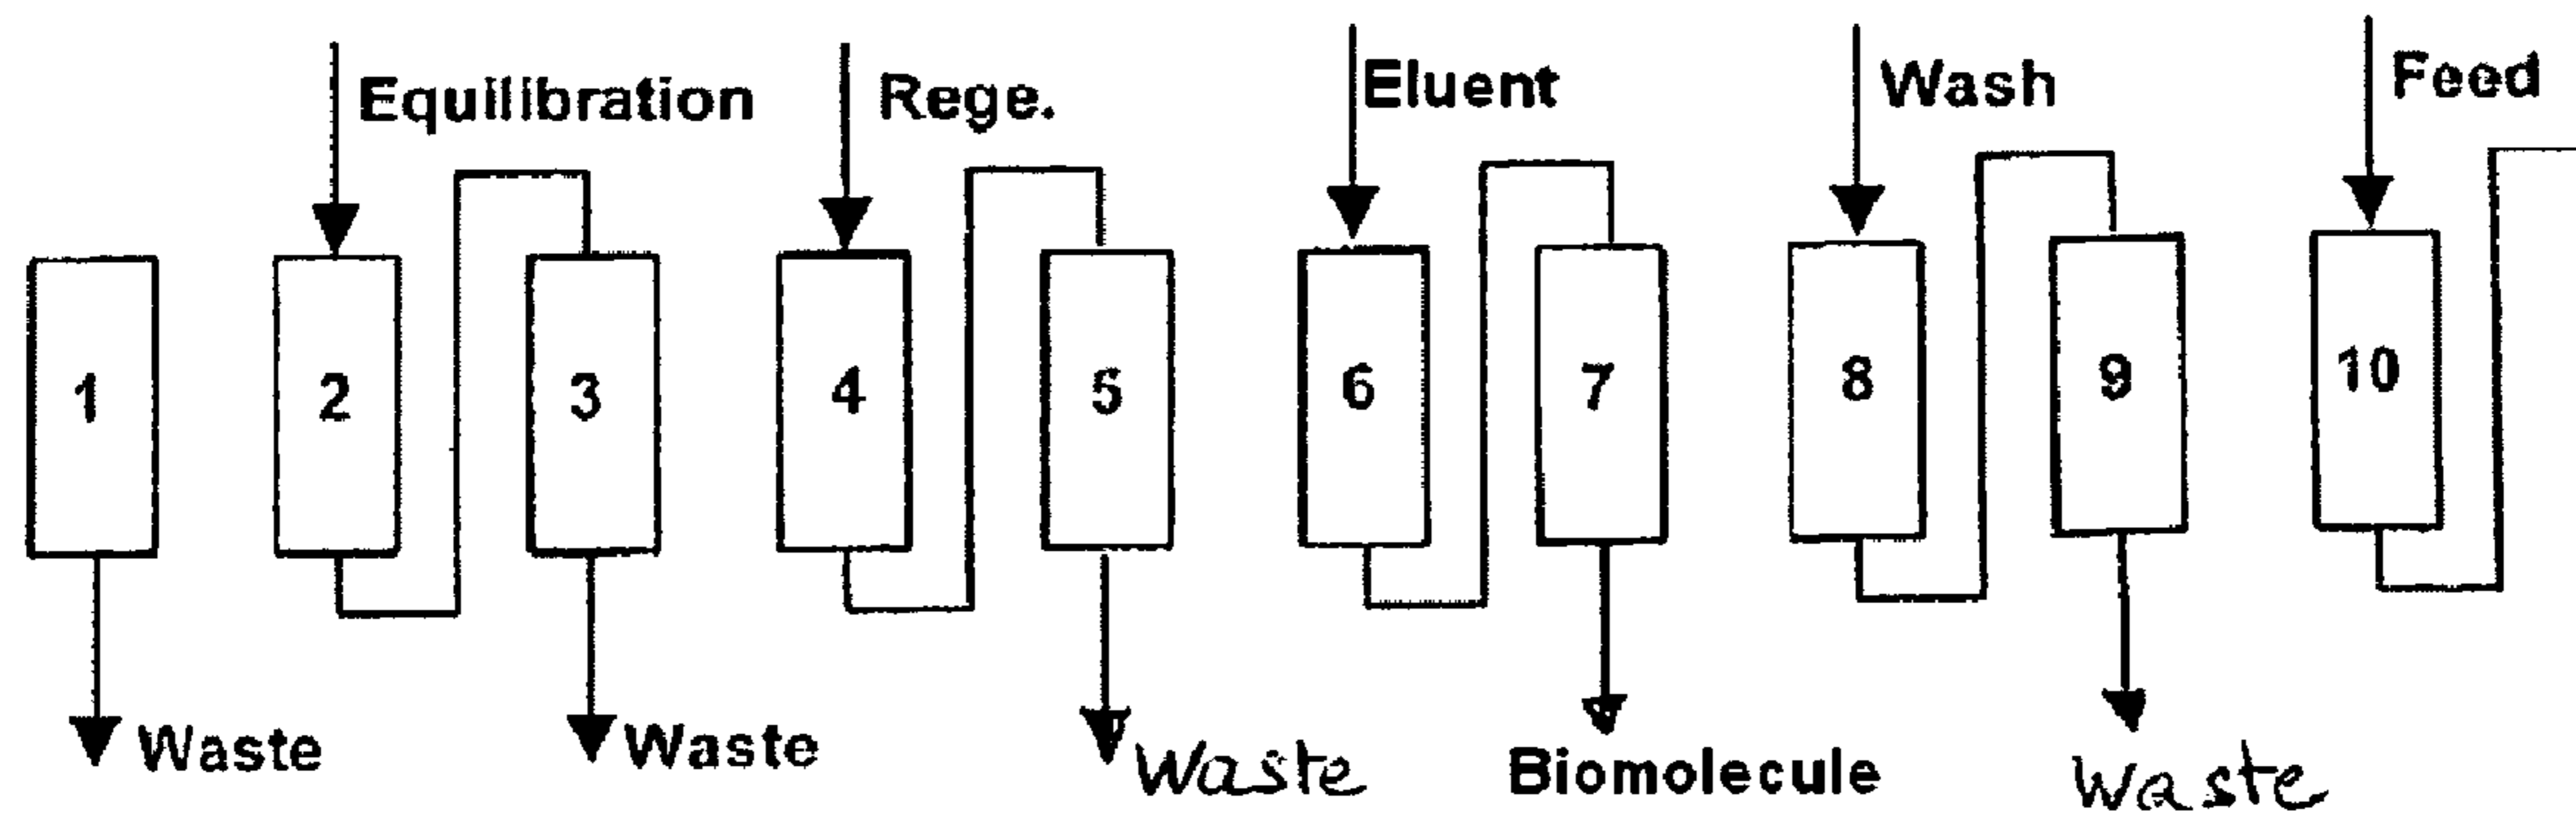 Equilibration Rege. Eluent Wash Feed
1 2 3 4 5 6 7 8 9 10
Waste Waste Waste Biomolecule Waste